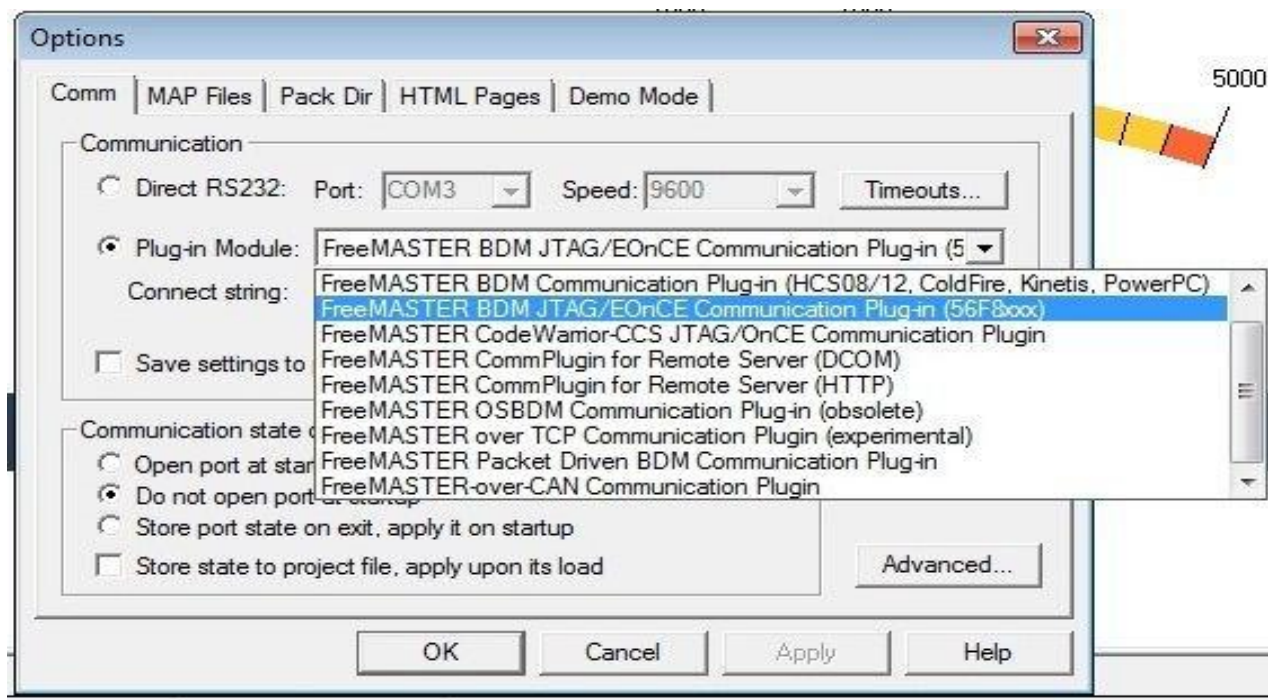 Options
5000
Comm MAP Files Pack Dir HTML Pages Demo Mode
Communication
Direct RS232: Port: COM3 Speed: 9600 Timeouts...
Plug-in Module: FreeMASTER BDM JTAG/EOnCE Communication Plug-in (5
Connect string:
FreeMASTER BDM Communication Plug-in (HCS08/12, ColdFire, Kinetis, PowerPC)
FreeMASTER BDM JTAG/EOnCE Communication Plug-in (56F8xxx)
FreeMASTER CodeWarrior-CCS JTAG/OnCE Communication Plugin
FreeMASTER CommPlugin for Remote Server (DCOM)
FreeMASTER CommPlugin for Remote Server (HTTP)
FreeMASTER OSBDM Communication Plug-in (obsolete)
FreeMASTER over TCP Communication Plugin (experimental)
FreeMASTER Packet Driven BDM Communication Plug-in
FreeMASTER-over-CAN Communication Plugin
Save settings to
Communication state
Open port at star
Do not open port at startup
Store port state on exit, apply it on startup
Store state to project file, apply upon its load
Advanced...
OK Cancel Apply Help